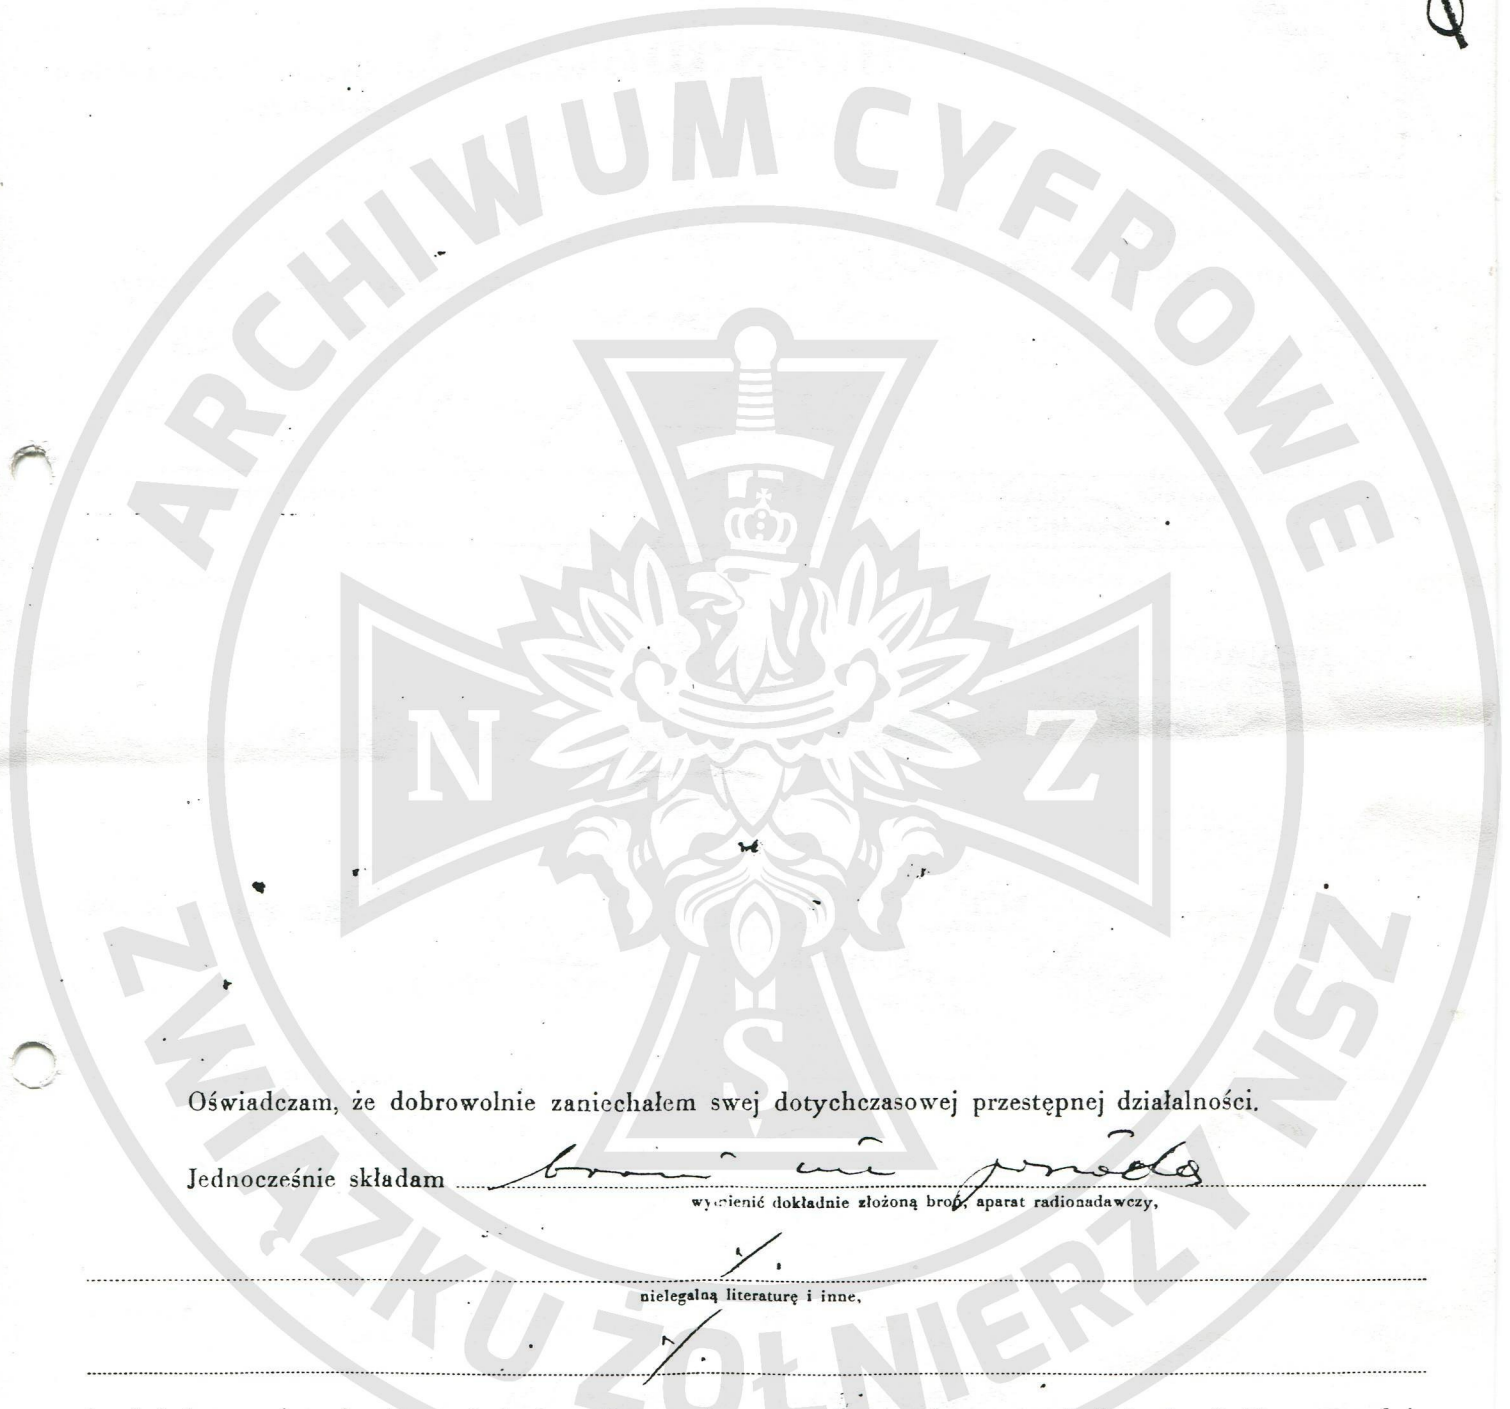 ARCHIWUM CYFROWE
N Z
S
Oświadczam, że dobrowolnie zaniechałem swej dotychczasowej przestępnej działalności.
Jednocześnie składam broni nie
wymienić dokładnie złożoną broń, aparat radionadawczy,
·/.
nielegalną literaturę i inne,
·/.
ZWIĄZKU ŻOŁNIERZY NSZ